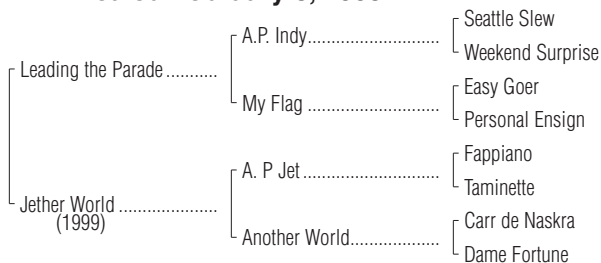 Seattle Slew
A.P. Indy
Weekend Surprise
Leading the Parade
Easy Goer
My Flag
Personal Ensign
Fappiano
A. P Jet
Taminette
Jether World
(1999)
Carr de Naskra
Another World
Dame Fortune